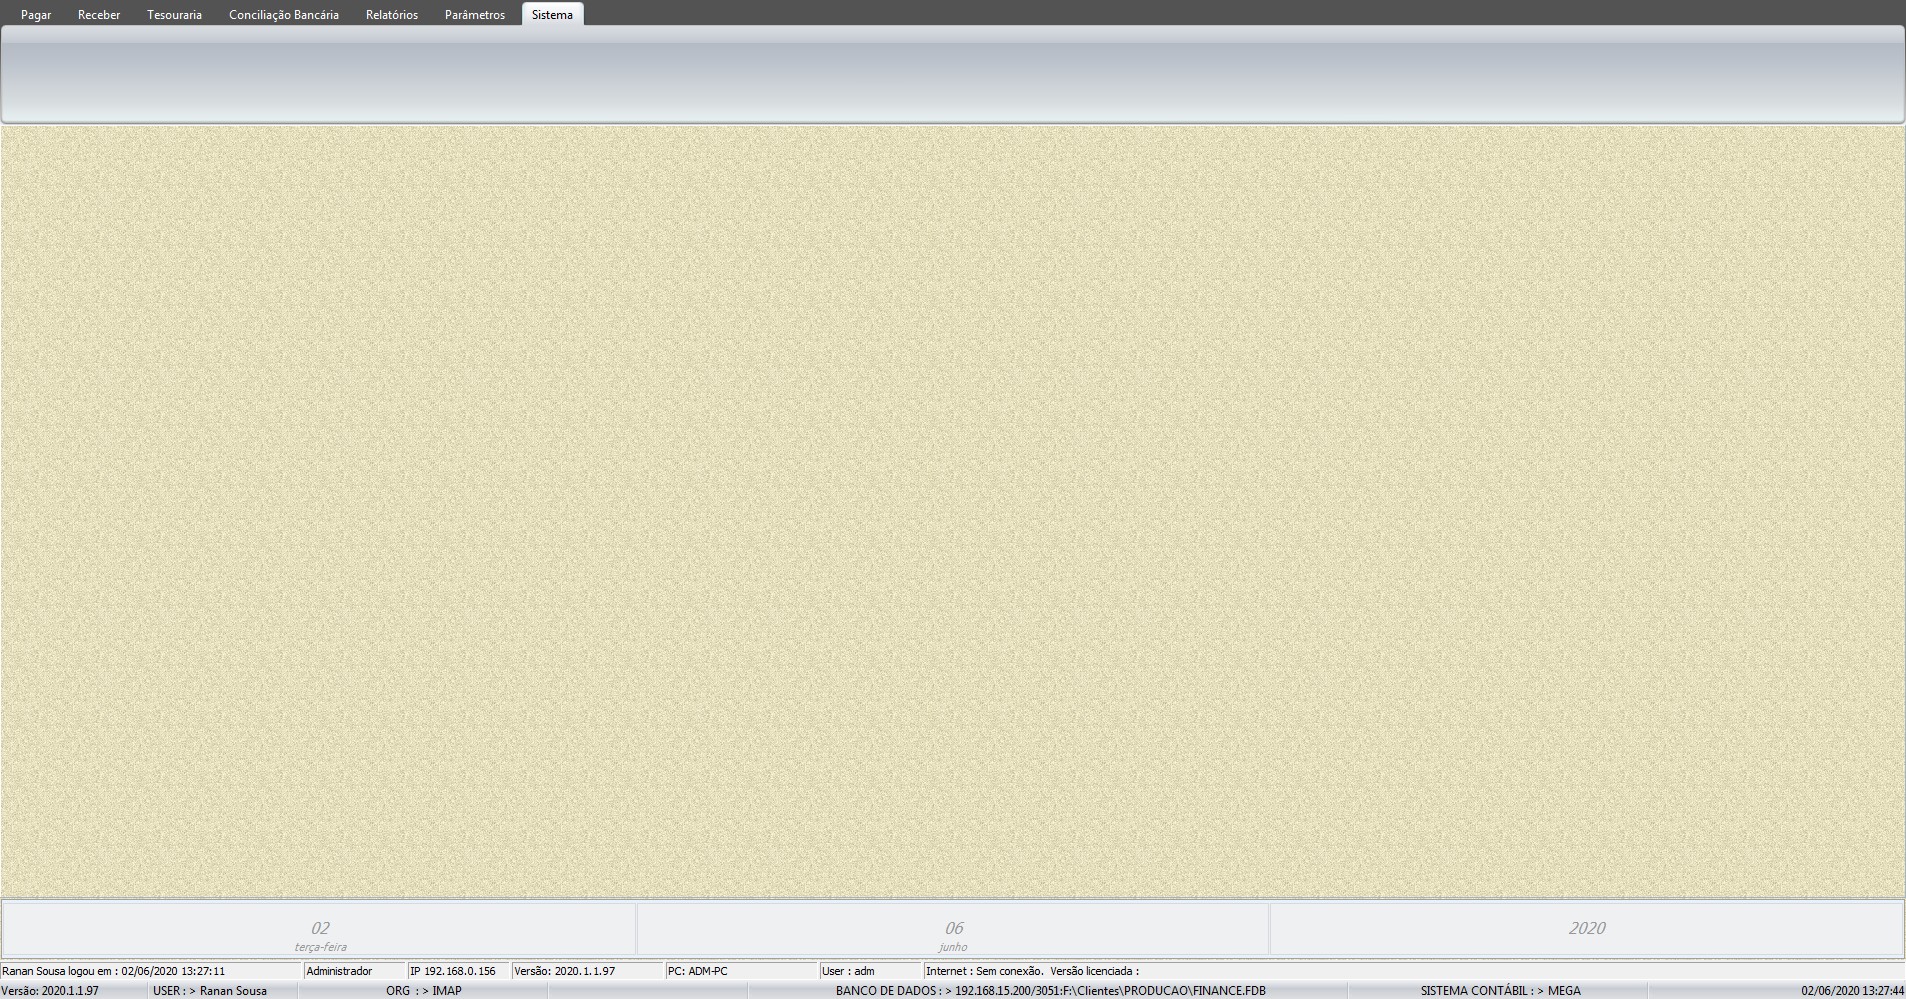 Pagar Receber Tesouraria Conciliação Bancária Relatórios Parâmetros Sistema
02 06 2020
terça-feira junho
Ranan Sousa logou em : 02/06/2020 13:27:11 Administrador IP 192.168.0.156 Versão: 2020.1.1.97 PC: ADM-PC User : adm Internet : Sem conexão. Versão licenciada :
Versão: 2020.1.1.97 USER : > Ranan Sousa ORG : > IMAP BANCO DE DADOS : > 192.168.15.200/3051:F:\Clientes\PRODUCAO\FINANCE.FDB SISTEMA CONTÁBIL : > MEGA 02/06/2020 13:27:44